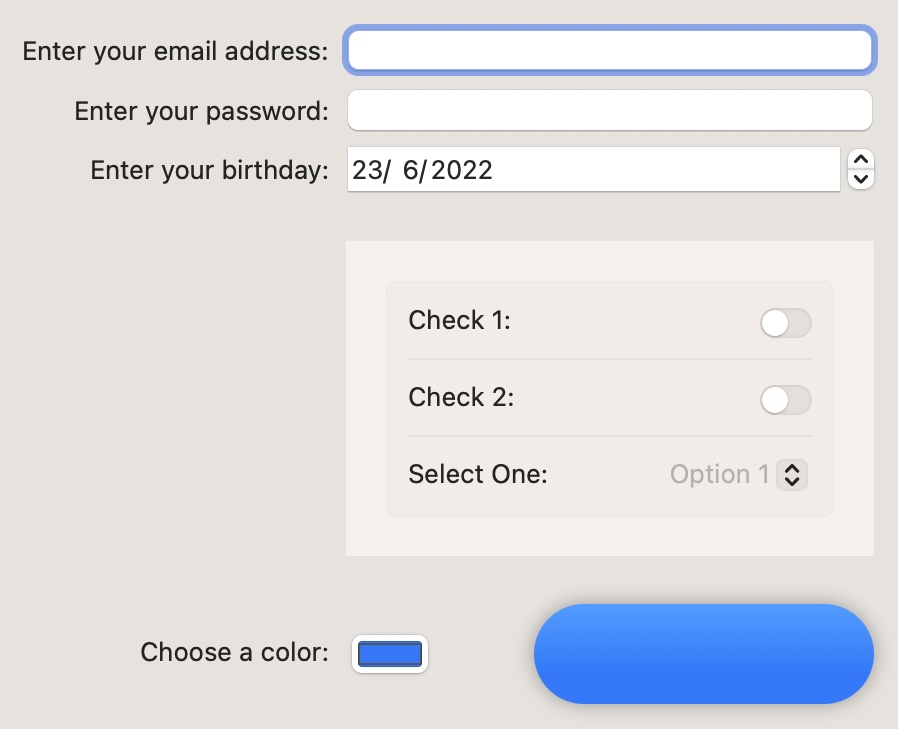 Enter your email address:
Enter your password:
Enter your birthday: 23/ 6/2022
Check 1:
Check 2:
Select One: Option 1
Choose a color: